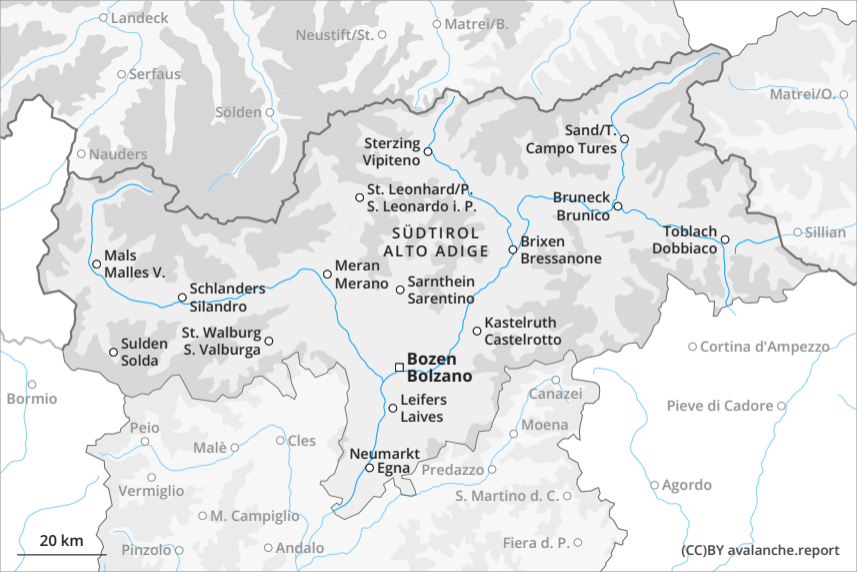 Landeck
Matrei/B.
Neustift/St.
Serfaus
Matrei/O.
Sölden
Sand/T.
Campo Tures
Sterzing
Vipiteno
Nauders
St. Leonhard/P.
S. Leonardo i. P.
Bruneck
Brunico
SÜDTIROL
ALTO ADIGE
Toblach
Dobbiaco
Sillian
Brixen
Bressanone
Mals
Malles V.
Meran
Merano
Sarnthein
Sarentino
Schlanders
Silandro
Kastelruth
Castelrotto
St. Walburg
S. Valburga
Sulden
Solda
Cortina d'Ampezzo
Bozen
Bolzano
Bormio
Canazei
Leifers
Laives
Pieve di Cadore
Peio
Moena
Cles
Malè
Neumarkt
Egna
Predazzo
Vermiglio
Agordo
S. Martino d. C.
M. Campiglio
20 km
Pinzolo
Andalo
Fiera d. P.
(CC)BY avalanche.report